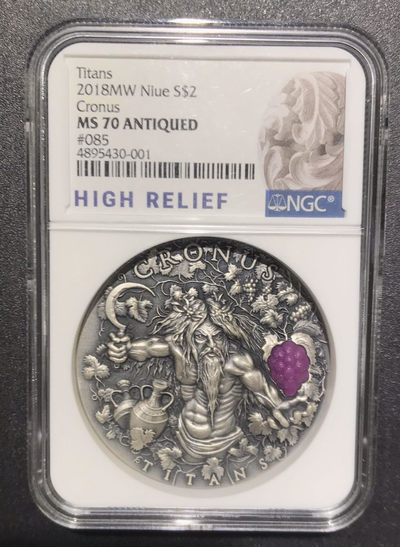 Titans
2018MW Niue S$2
Cronus
MS 70 ANTIQUED
#085
4895430-001
HIGH RELIEF
NGC
CRONUS
TITANS